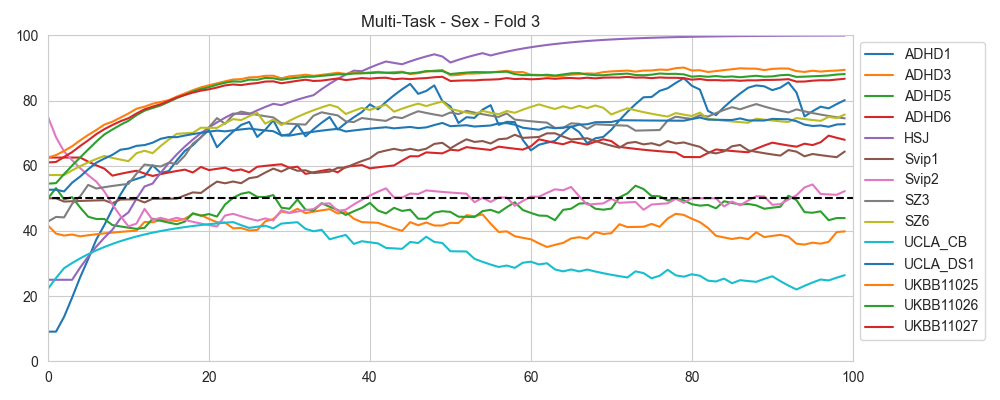 Multi-Task - Sex - Fold 3
100
80
60
40
20
0
0 20 40 60 80 100
ADHD1
ADHD3
ADHD5
ADHD6
HSJ
Svip1
Svip2
SZ3
SZ6
UCLA_CB
UCLA_DS1
UKBB11025
UKBB11026
UKBB11027